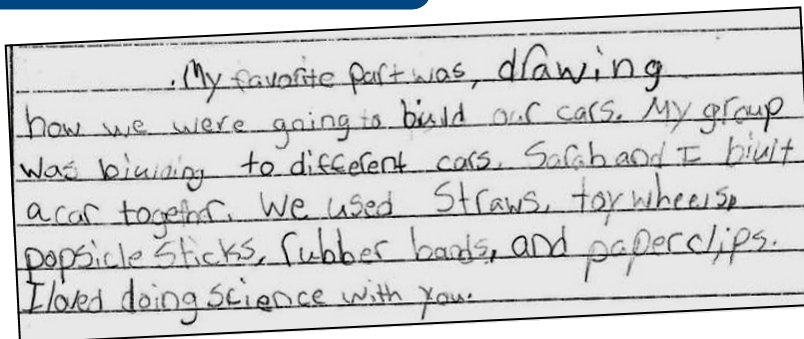 My favorite part was, drawing
how we were going to biuld our cars. My group
was biulding to different cars. Sarah and I biult
a car together. We used Straws, toy wheels,
popsicle Sticks, rubber bands, and paperclips.
I loved doing science with you.